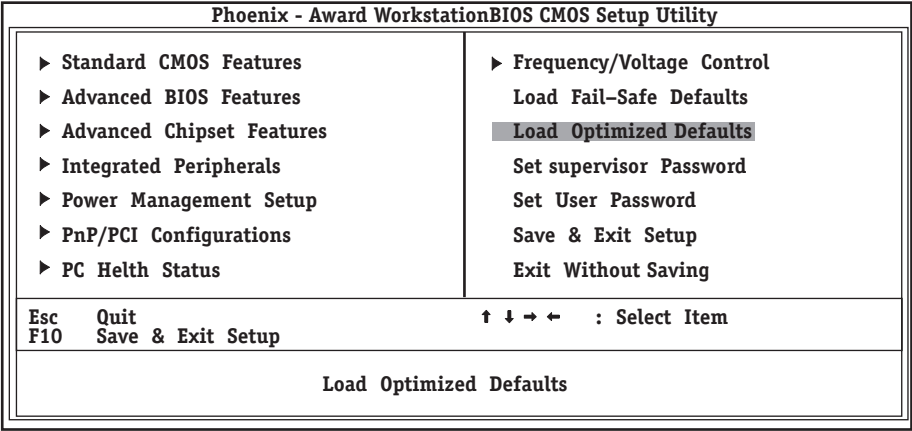 Phoenix - Award WorkstationBIOS CMOS Setup Utility
Standard CMOS Features
Advanced BIOS Features
Advanced Chipset Features
Integrated Peripherals
Power Management Setup
PnP/PCI Configurations
PC Helth Status
Frequency/Voltage Control
Load Fail–Safe Defaults
Load Optimized Defaults
Set supervisor Password
Set User Password
Save & Exit Setup
Exit Without Saving
Esc Quit
F10 Save & Exit Setup
↑ ↓ → ← : Select Item
Load Optimized Defaults